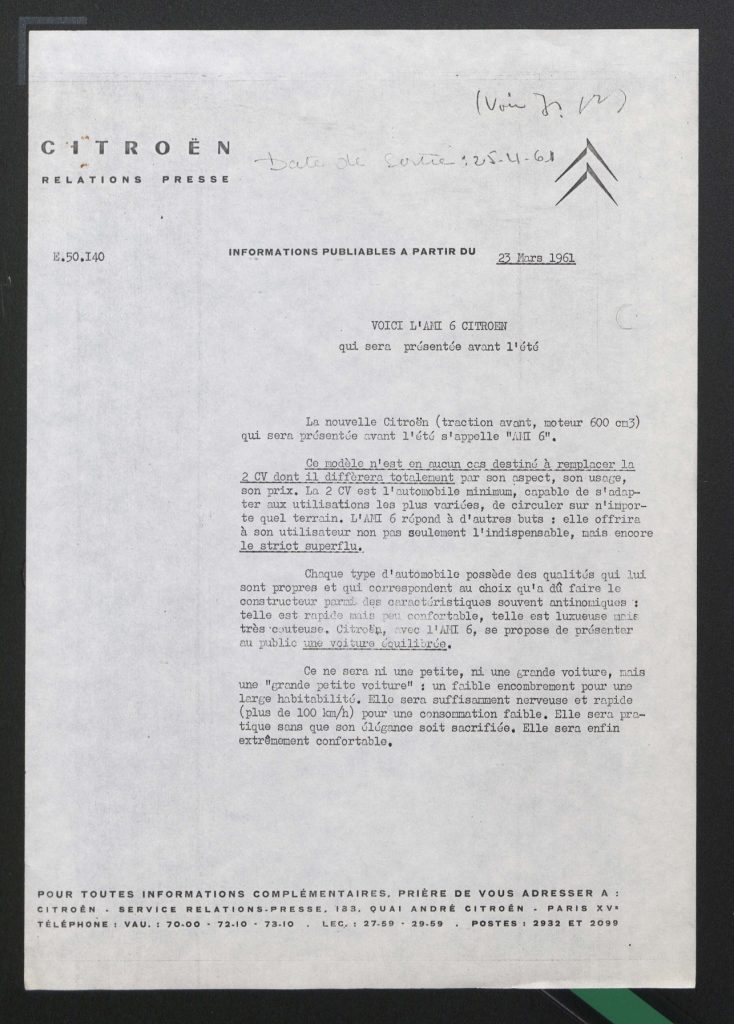 (Voir
CITROËN
Date de sortie : 25-4-61
RELATIONS PRESSE
E.50.I40
INFORMATIONS PUBLIABLES A PARTIR DU 23 Mars 1961
VOICI L'AMI 6 CITROEN
qui sera présentée avant l'été
La nouvelle Citroën (traction avant, moteur 600 cm3)
qui sera présentée avant l'été s'appelle "AMI 6".
Ce modèle n'est en aucun cas destiné à remplacer la
2 CV dont il diffèrera totalement par son aspect, son usage,
son prix. La 2 CV est l'automobile minimum, capable de s'adap-
ter aux utilisations les plus variées, de circuler sur n'impor-
te quel terrain. L'AMI 6 répond à d'autres buts : elle offrira
à son utilisateur non pas seulement l'indispensable, mais encore
le strict superflu.
Chaque type d'automobile possède des qualités qui lui
sont propres et qui correspondent au choix qu'a dû faire le
constructeur parmi des caractéristiques souvent antinomiques :
telle est rapide mais peu confortable, telle est luxueuse mais
très couteuse. Citroën, avec l'AMI 6, se propose de présenter
au public une voiture équilibrée.
Ce ne sera ni une petite, ni une grande voiture, mais
une "grande petite voiture" : un faible encombrement pour une
large habitabilité. Elle sera suffisamment nerveuse et rapide
(plus de 100 km/h) pour une consommation faible. Elle sera pra-
tique sans que son élégance soit sacrifiée. Elle sera enfin
extrêmement confortable.
POUR TOUTES INFORMATIONS COMPLÉMENTAIRES, PRIÈRE DE VOUS ADRESSER A :
CITROËN - SERVICE RELATIONS-PRESSE, 133, QUAI ANDRÉ CITROËN - PARIS XVe
TÉLÉPHONE : VAU. : 70-00 - 72-10 - 73-10 . LEC. : 27-59 - 29-59 . POSTES : 2932 ET 2099